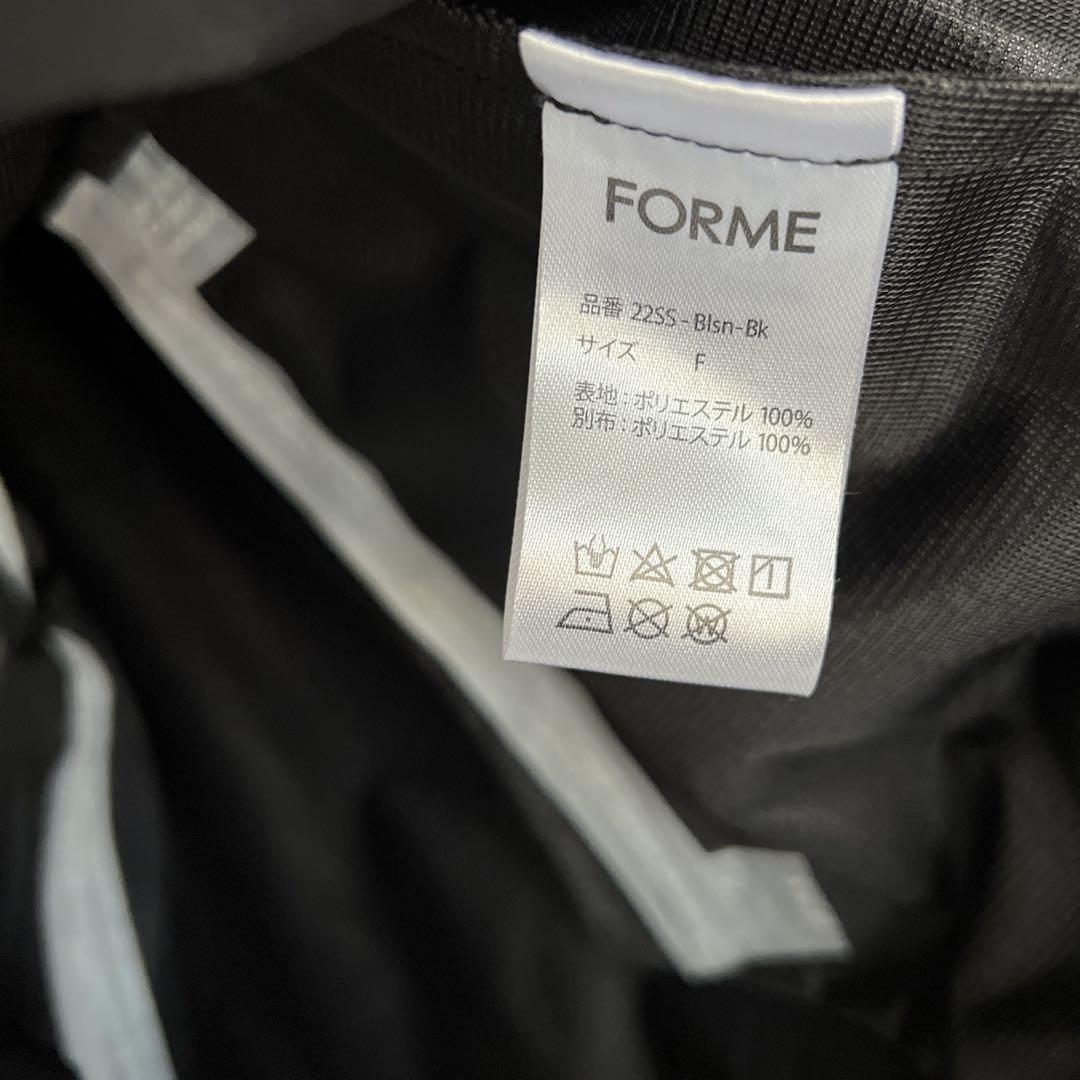 FORME
品番 22SS-Blsn-Bk
サイズ F
表地:ポリエステル 100%
別布:ポリエステル 100%